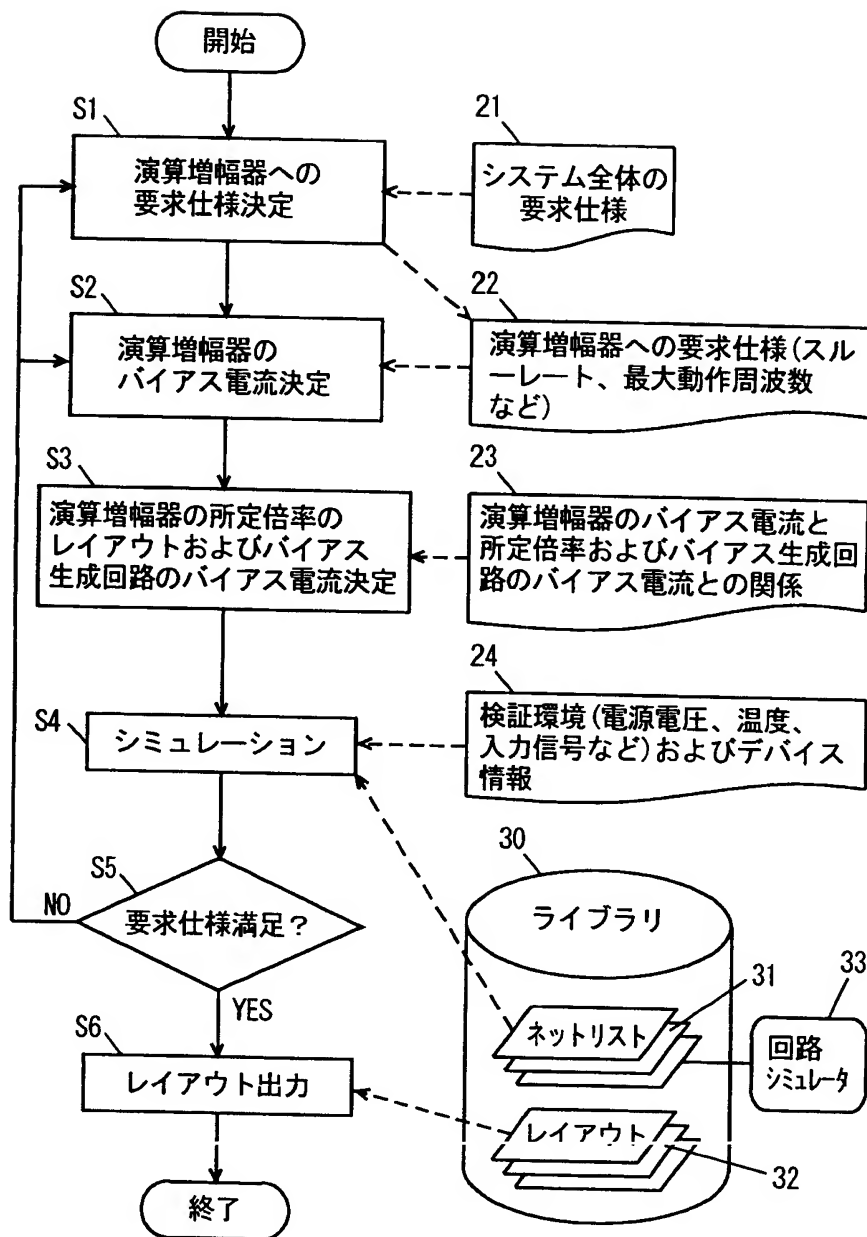 開始
S1
演算増幅器への
要求仕様決定
21
システム全体の
要求仕様
S2
演算増幅器の
バイアス電流決定
22
演算増幅器への要求仕様(スル
ーレート、最大動作周波数
など)
S3
演算増幅器の所定倍率の
レイアウトおよびバイアス
生成回路のバイアス電流決定
23
演算増幅器のバイアス電流と
所定倍率およびバイアス生成回
路のバイアス電流との関係
S4
シミュレーション
24
検証環境(電源電圧、温度、
入力信号など)およびデバイス
情報
S5
NO
要求仕様満足?
YES
30
ライブラリ
31
ネットリスト
33
回路
シミュレータ
S6
レイアウト出力
レイアウト
32
終了